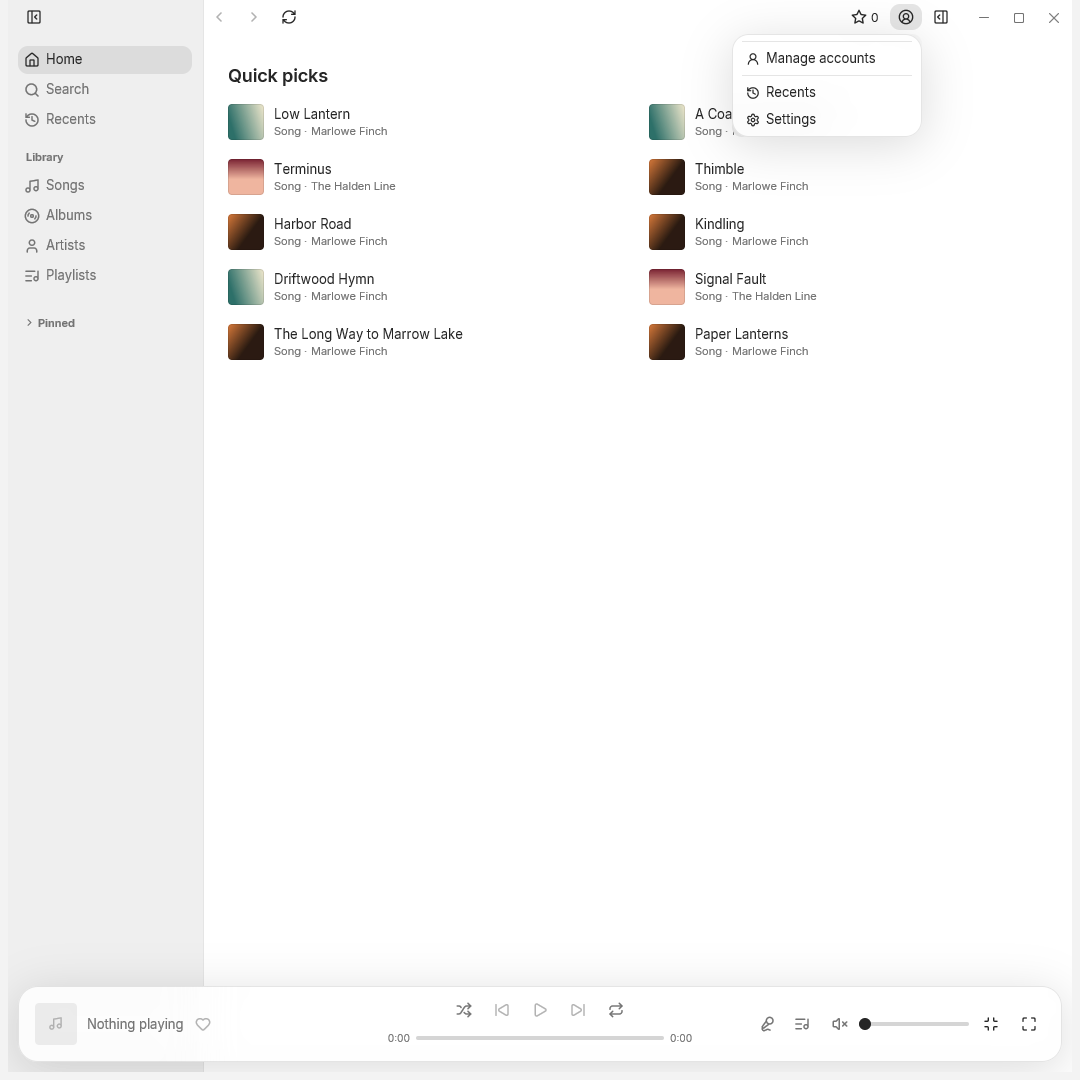 0
Manage accounts
Recents
Settings
Home
Search
Recents
Library
Songs
Albums
Artists
Playlists
Pinned
Quick picks
Low Lantern
Song · Marlowe Finch
Terminus
Song · The Halden Line
Harbor Road
Song · Marlowe Finch
Driftwood Hymn
Song · Marlowe Finch
The Long Way to Marrow Lake
Song · Marlowe Finch
A
Song ·
Thimble
Song · Marlowe Finch
Kindling
Song · Marlowe Finch
Signal Fault
Song · The Halden Line
Paper Lanterns
Song · Marlowe Finch
Nothing playing
0:00
0:00